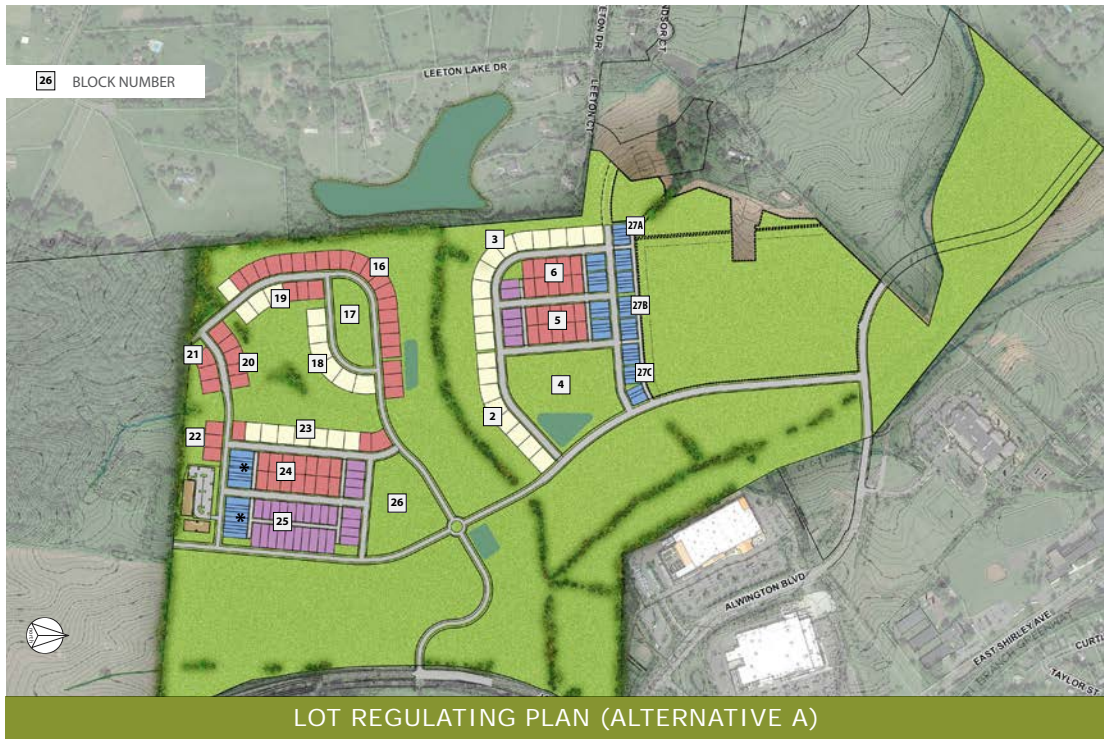 26 BLOCK NUMBER
LEETON LAKE DR
LEETON CT
27A
3
16
6
19
17
27B
5
21
20
18
27C
4
2
23
22
*
24
26
*
25
ALWINGTON BLVD
EAST SHIRLEY AVE
TAYLOR ST
LOT REGULATING PLAN (ALTERNATIVE A)